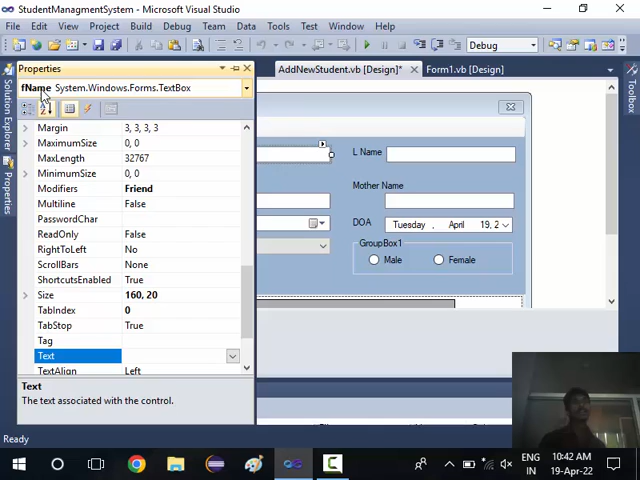 StudentManagmentSystem - Microsoft Visual Studio
File Edit View Project Build Debug Team Data Tools Test Window Help
Debug
Solution Explorer
Properties
Properties
AddNewStudent.vb [Design]* Form1.vb [Design]
fName System.Windows.Forms.TextBox
Margin 3, 3, 3, 3
MaximumSize 0, 0
MaxLength 32767
MinimumSize 0, 0
Modifiers Friend
Multiline False
PasswordChar
ReadOnly False
RightToLeft No
ScrollBars None
ShortcutsEnabled True
Size 160, 20
TabIndex 0
TabStop True
Tag
Text
TextAlign Left
Text
The text associated with the control.
L Name
Mother Name
DOA Tuesday , April 19, 2
GroupBox1
Male Female
Ready
ENG
IN
10:42 AM
19-Apr-22